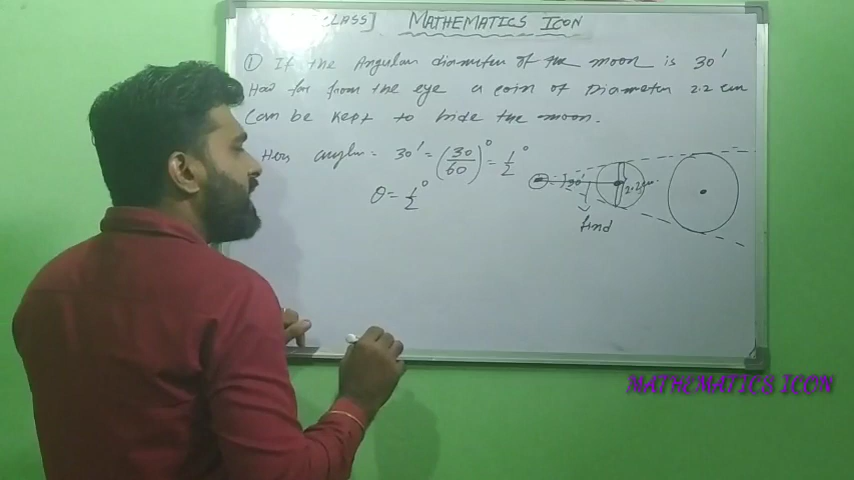 CLASS] MATHEMATICS ICON
① If the Angular diameter of the moon is 30'
How far from the eye a coin of Diameter 2.2 cm
Can be kept to hide the moon.
Here angle = 30' = (30/60)° = 1/2°
θ = 1/2°
30'
2.2cm
find
MATHEMATICS ICON